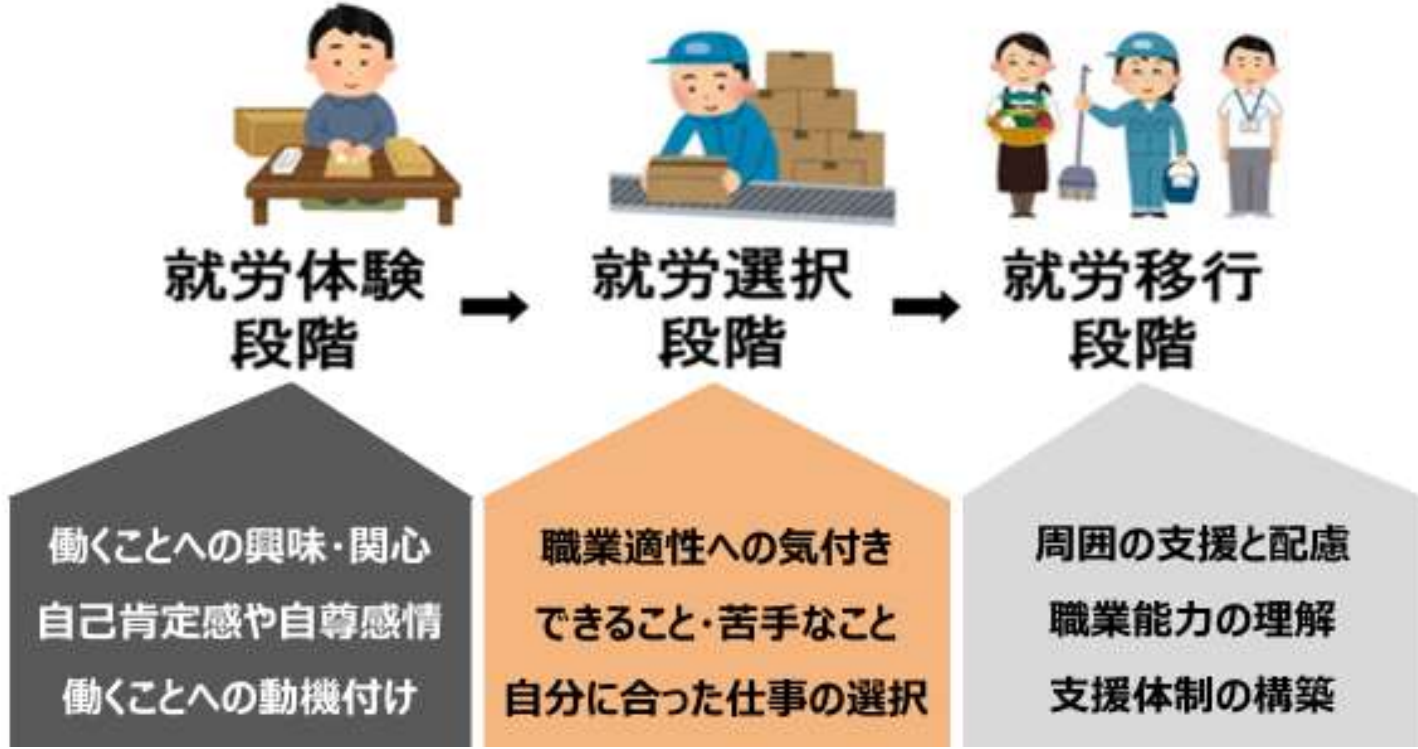 就労体験
段階
就労選択
段階
就労移行
段階
働くことへの興味・関心
自己肯定感や自尊感情
働くことへの動機付け
職業適性への気付き
できること・苦手なこと
自分に合った仕事の選択
周囲の支援と配慮
職業能力の理解
支援体制の構築